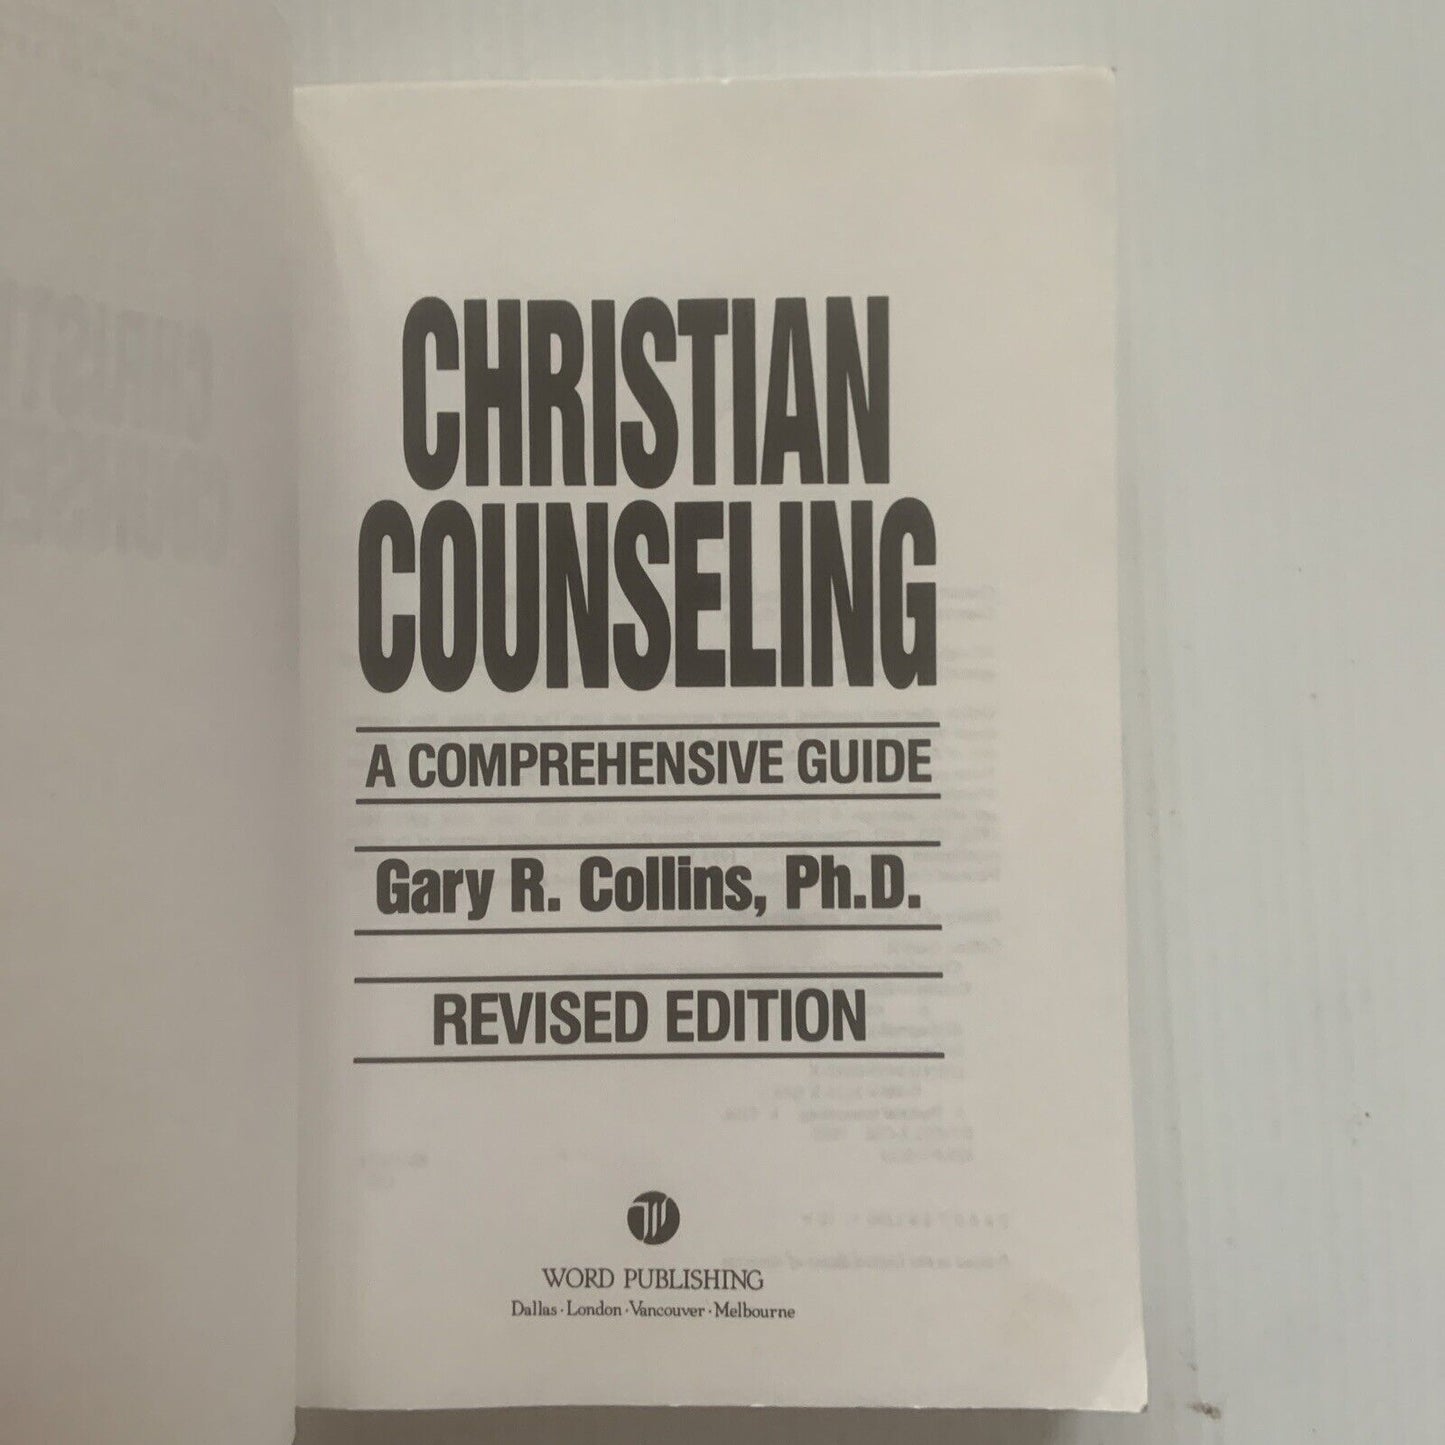 CHRISTIAN
COUNSELING
A COMPREHENSIVE GUIDE
Gary R. Collins, Ph.D.
REVISED EDITION
WORD PUBLISHING
Dallas · London · Vancouver · Melbourne